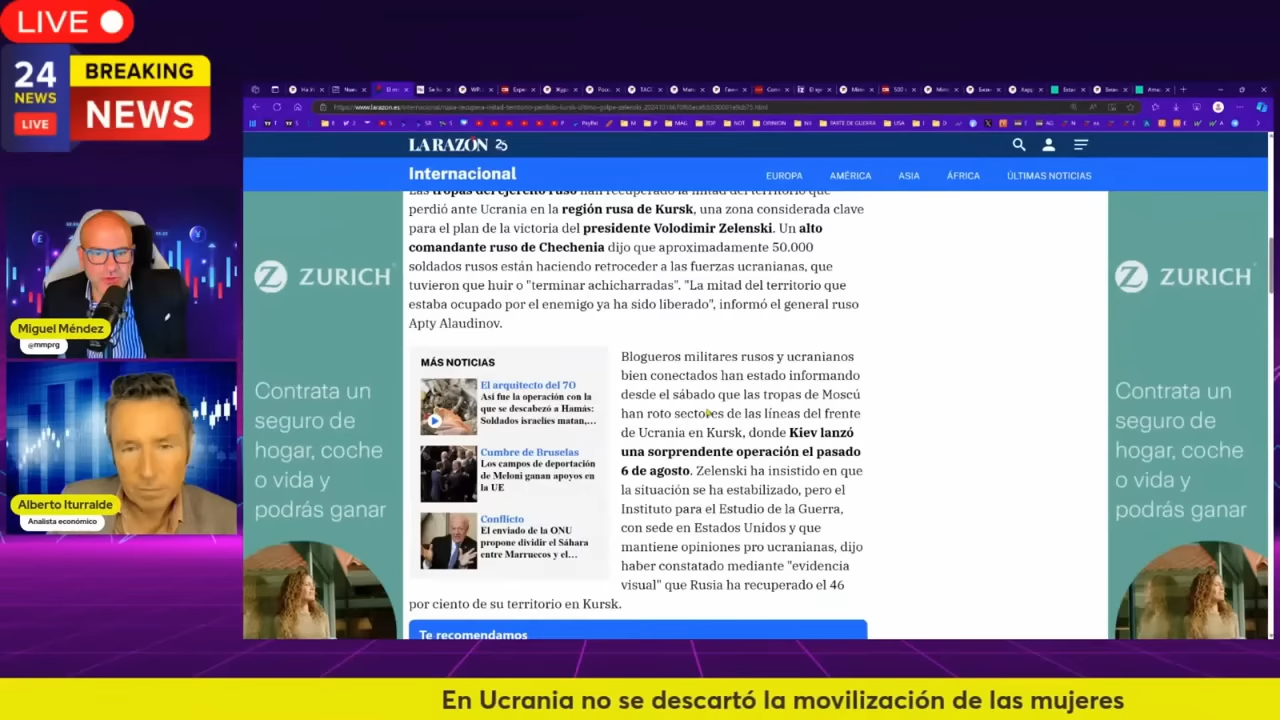 LIVE
24
NEWS
LIVE
BREAKING
NEWS
LARAZÓN 25
Internacional
EUROPA
AMÉRICA
ASIA
ÁFRICA
ÚLTIMAS NOTICIAS
Las tropas del ejército ruso han recuperado la mitad del territorio que
perdió ante Ucrania en la región rusa de Kursk, una zona considerada clave
para el plan de la victoria del presidente Volodimir Zelenski. Un alto
comandante ruso de Chechenia dijo que aproximadamente 50.000
soldados rusos están haciendo retroceder a las fuerzas ucranianas, que
tuvieron que huir o "terminar achicharradas". "La mitad del territorio que
estaba ocupado por el enemigo ya ha sido liberado", informó el general ruso
Apty Alaudinov.
MÁS NOTICIAS
El arquitecto del 7O
Así fue la operación con la
que se descabezó a Hamás:
Soldados israelíes matan,...
Cumbre de Bruselas
Los campos de deportación
de Meloni ganan apoyos en
la UE
Conflicto
El enviado de la ONU
propone dividir el Sáhara
entre Marruecos y el...
Blogueros militares rusos y ucranianos
bien conectados han estado informando
desde el sábado que las tropas de Moscú
han roto sectores de las líneas del frente
de Ucrania en Kursk, donde Kiev lanzó
una sorprendente operación el pasado
6 de agosto. Zelenski ha insistido en que
la situación se ha estabilizado, pero el
Instituto para el Estudio de la Guerra,
con sede en Estados Unidos y que
mantiene opiniones pro ucranianas, dijo
haber constatado mediante "evidencia
visual" que Rusia ha recuperado el 46
por ciento de su territorio en Kursk.
Te recomendamos
ZURICH
Contrata un
seguro de
hogar, coche
o vida y
podrás ganar
ZURICH
Contrata un
seguro de
hogar, coche
o vida y
podrás ganar
Miguel Méndez
@mmprg
Alberto Iturralde
Analista económico
En Ucrania no se descartó la movilización de las mujeres